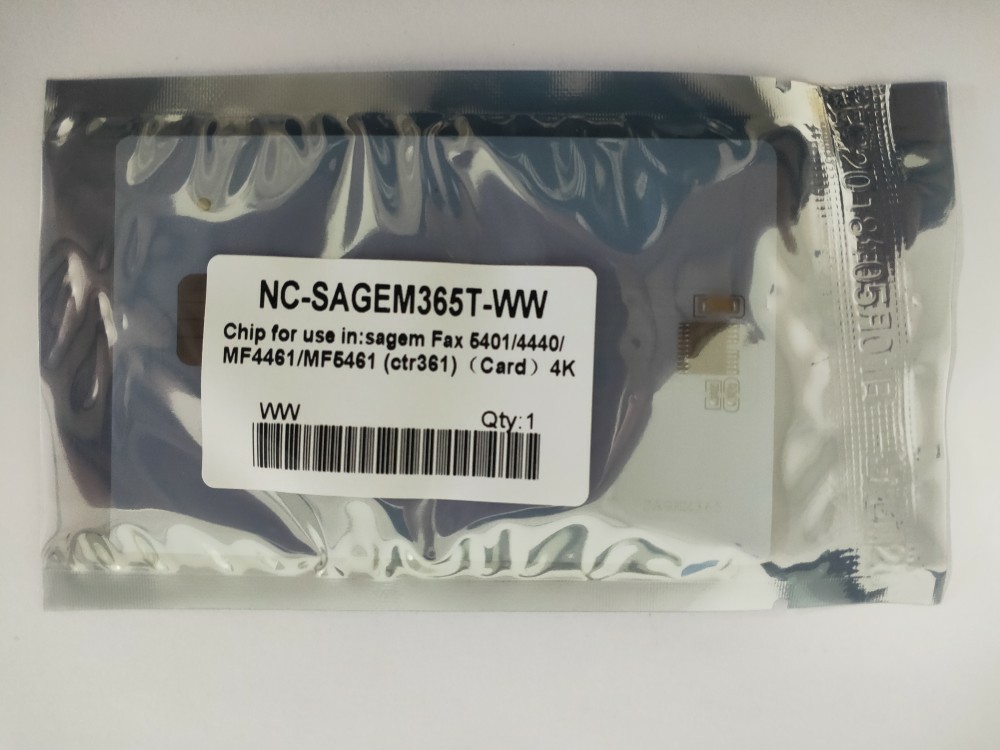 NC-SAGEM365T-WW
Chip for use in:sagem Fax 5401/4440/
MF4461/MF5461 (ctr361)（Card）4K
WW
Qty:1